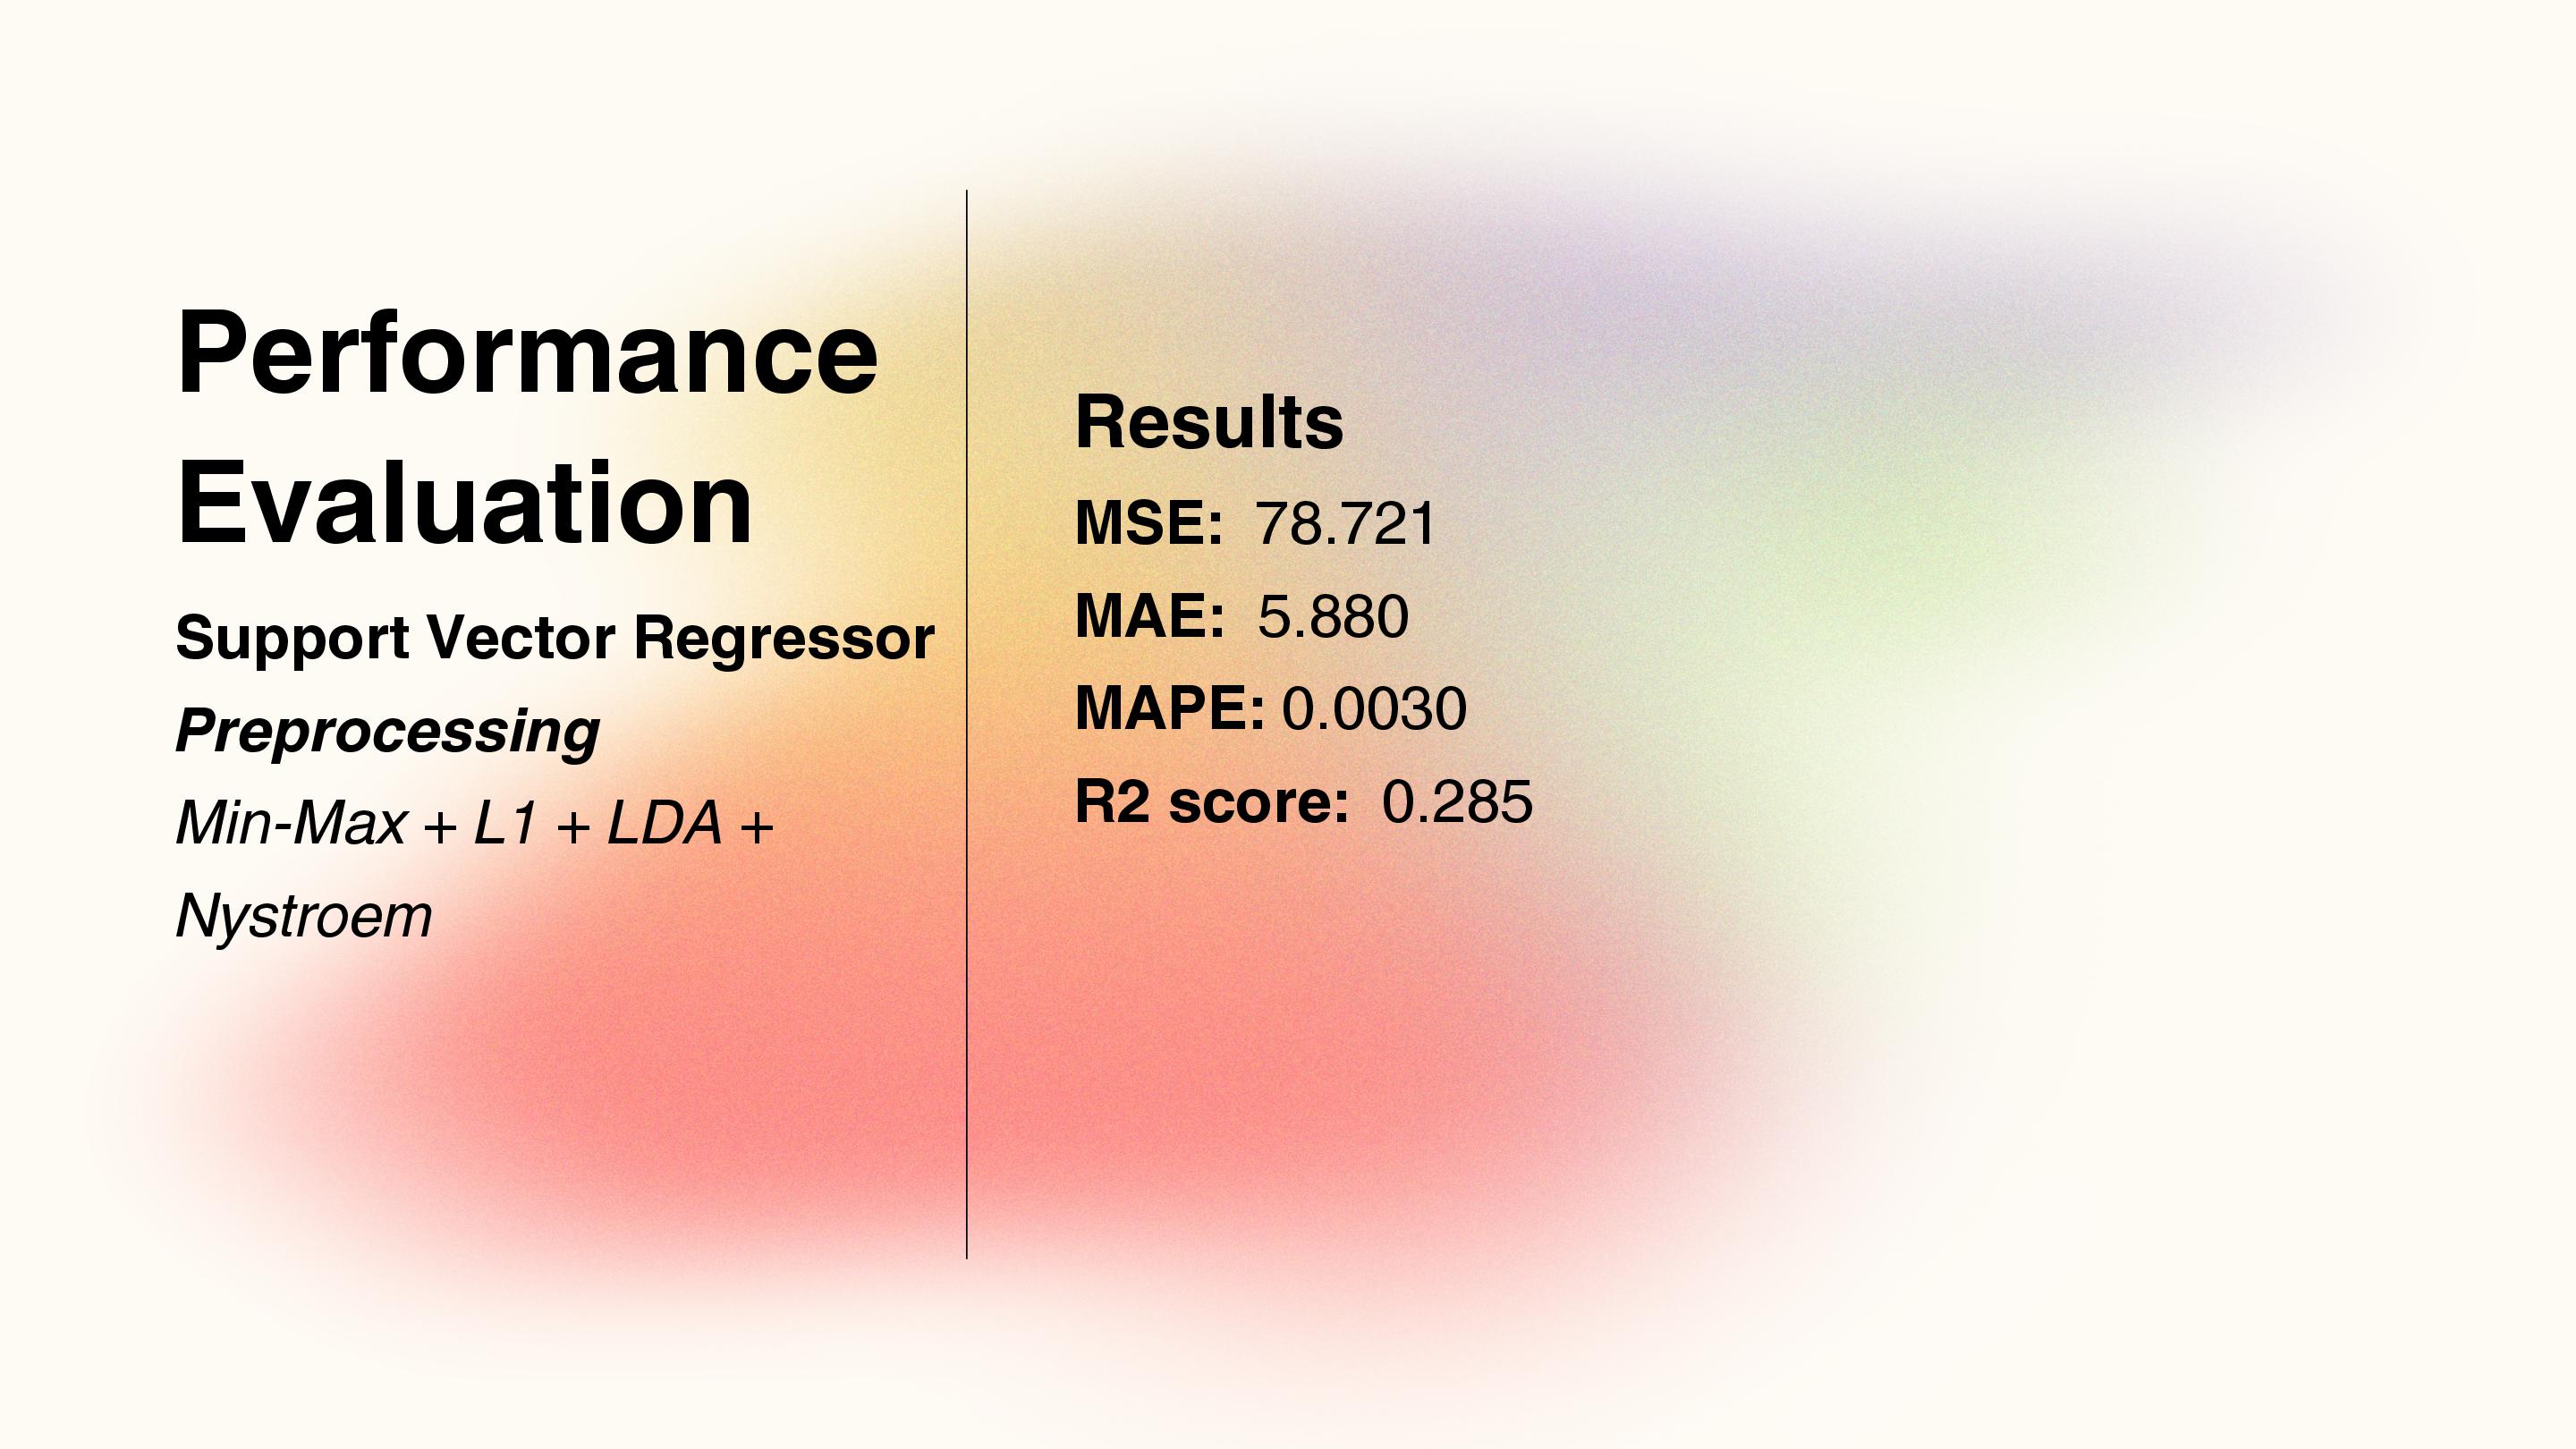 Performance
Evaluation
Support Vector Regressor
Preprocessing
Min-Max + L1 + LDA +
Nystroem
Results
MSE: 78.721
MAE: 5.880
MAPE: 0.0030
R2 score: 0.285